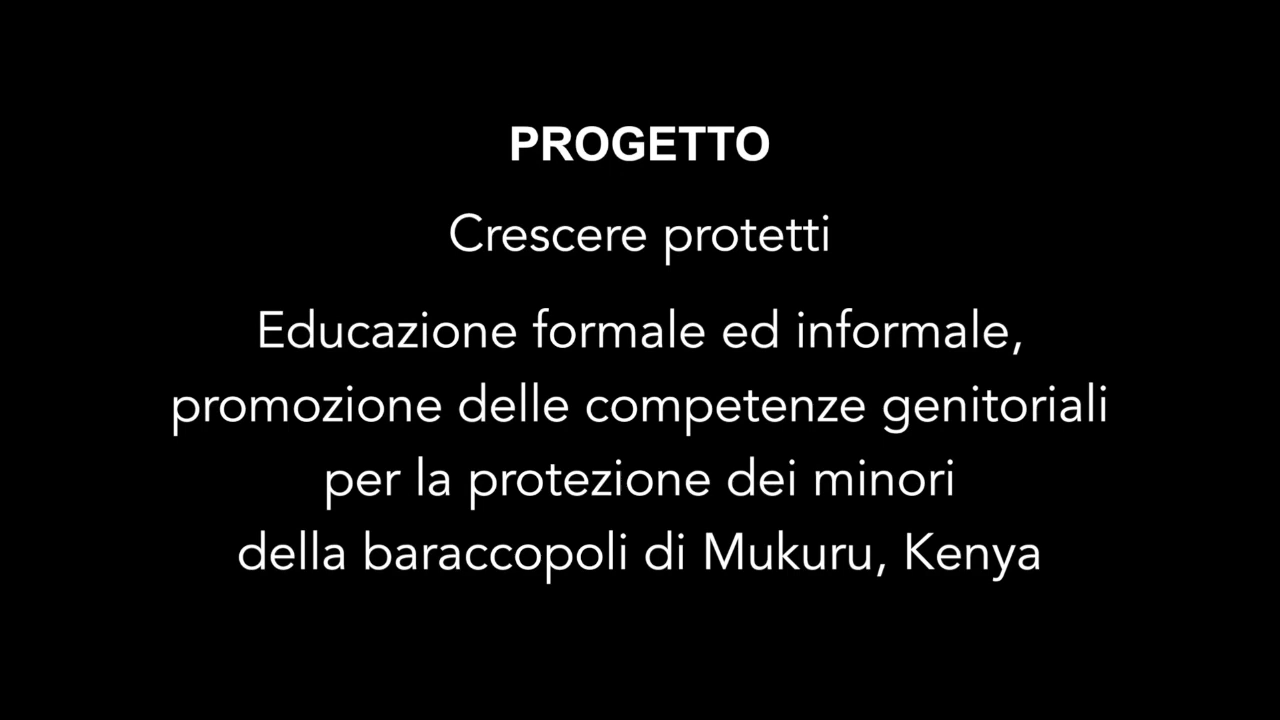 PROGETTO
Crescere protetti
Educazione formale ed informale,
promozione delle competenze genitoriali
per la protezione dei minori
della baraccopoli di Mukuru, Kenya